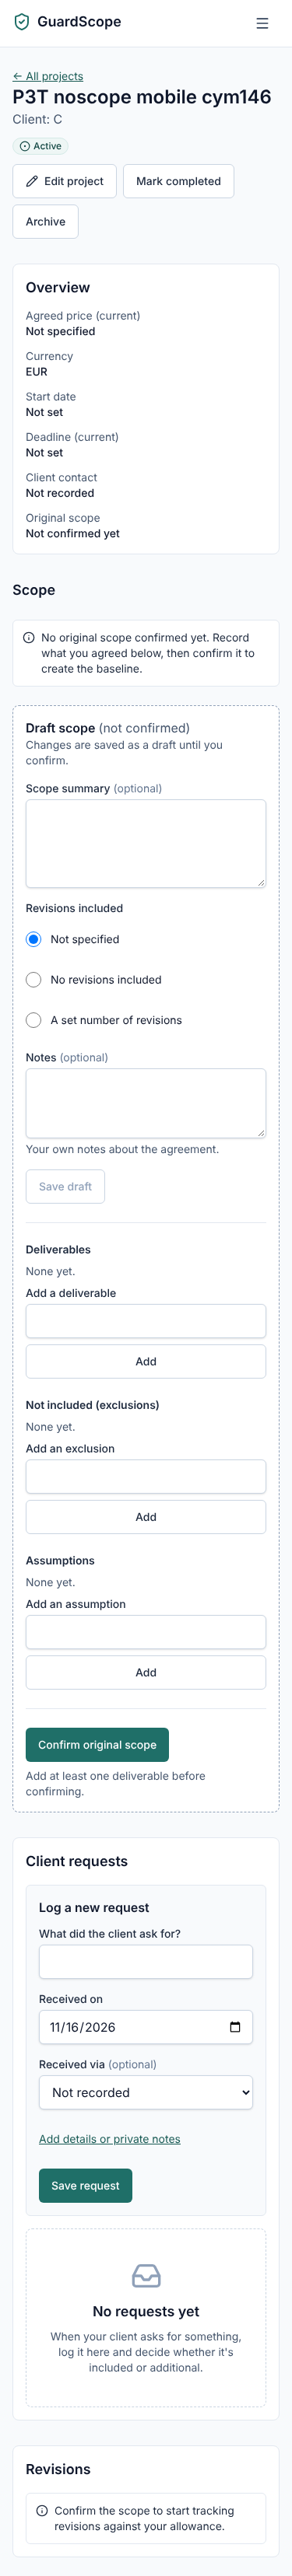 GuardScope
← All projects
P3T noscope mobile cym146
Client: C
Active
Edit project
Mark completed
Archive
Overview
Agreed price (current)
Not specified
Currency
EUR
Start date
Not set
Deadline (current)
Not set
Client contact
Not recorded
Original scope
Not confirmed yet
Scope
No original scope confirmed yet. Record
what you agreed below, then confirm it to
create the baseline.
Draft scope (not confirmed)
Changes are saved as a draft until you
confirm.
Scope summary (optional)
Revisions included
Not specified
No revisions included
A set number of revisions
Notes (optional)
Your own notes about the agreement.
Save draft
Deliverables
None yet.
Add a deliverable
Add
Not included (exclusions)
None yet.
Add an exclusion
Add
Assumptions
None yet.
Add an assumption
Add
Confirm original scope
Add at least one deliverable before
confirming.
Client requests
Log a new request
What did the client ask for?
Received on
11/16/2026
Received via (optional)
Not recorded
Add details or private notes
Save request
No requests yet
When your client asks for something,
log it here and decide whether it's
included or additional.
Revisions
Confirm the scope to start tracking
revisions against your allowance.